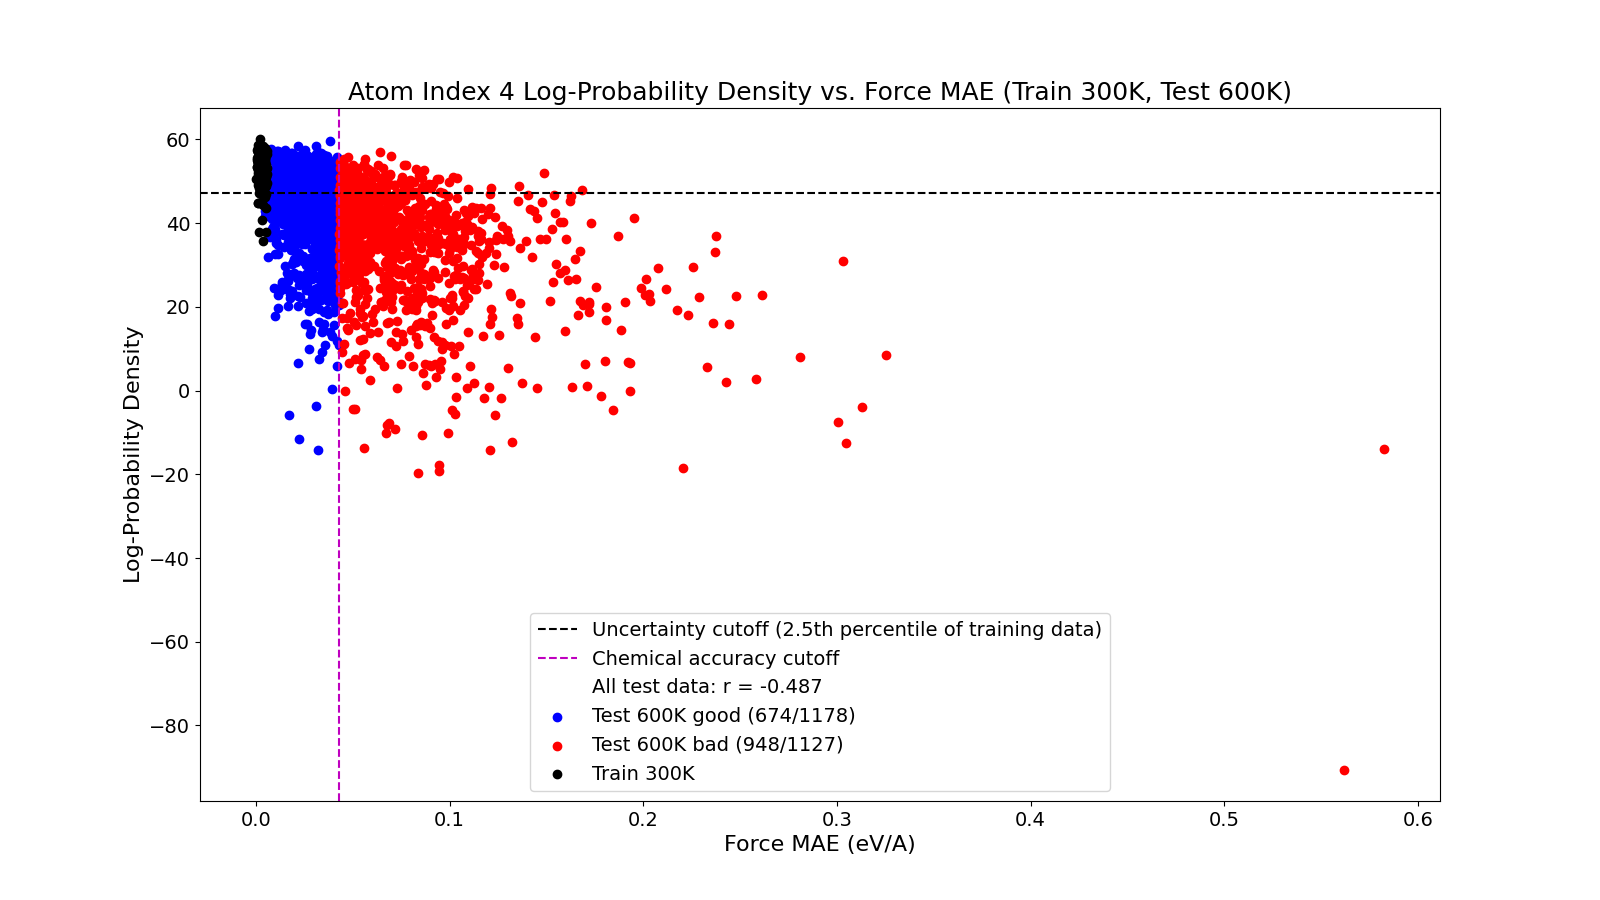 Atom Index 4 Log-Probability Density vs. Force MAE (Train 300K, Test 600K)
60
40
20
0
−20
−40
−60
−80
Log-Probability Density
Uncertainty cutoff (2.5th percentile of training data)
Chemical accuracy cutoff
All test data: r = -0.487
Test 600K good (674/1178)
Test 600K bad (948/1127)
Train 300K
0.0 0.1 0.2 0.3 0.4 0.5 0.6
Force MAE (eV/A)